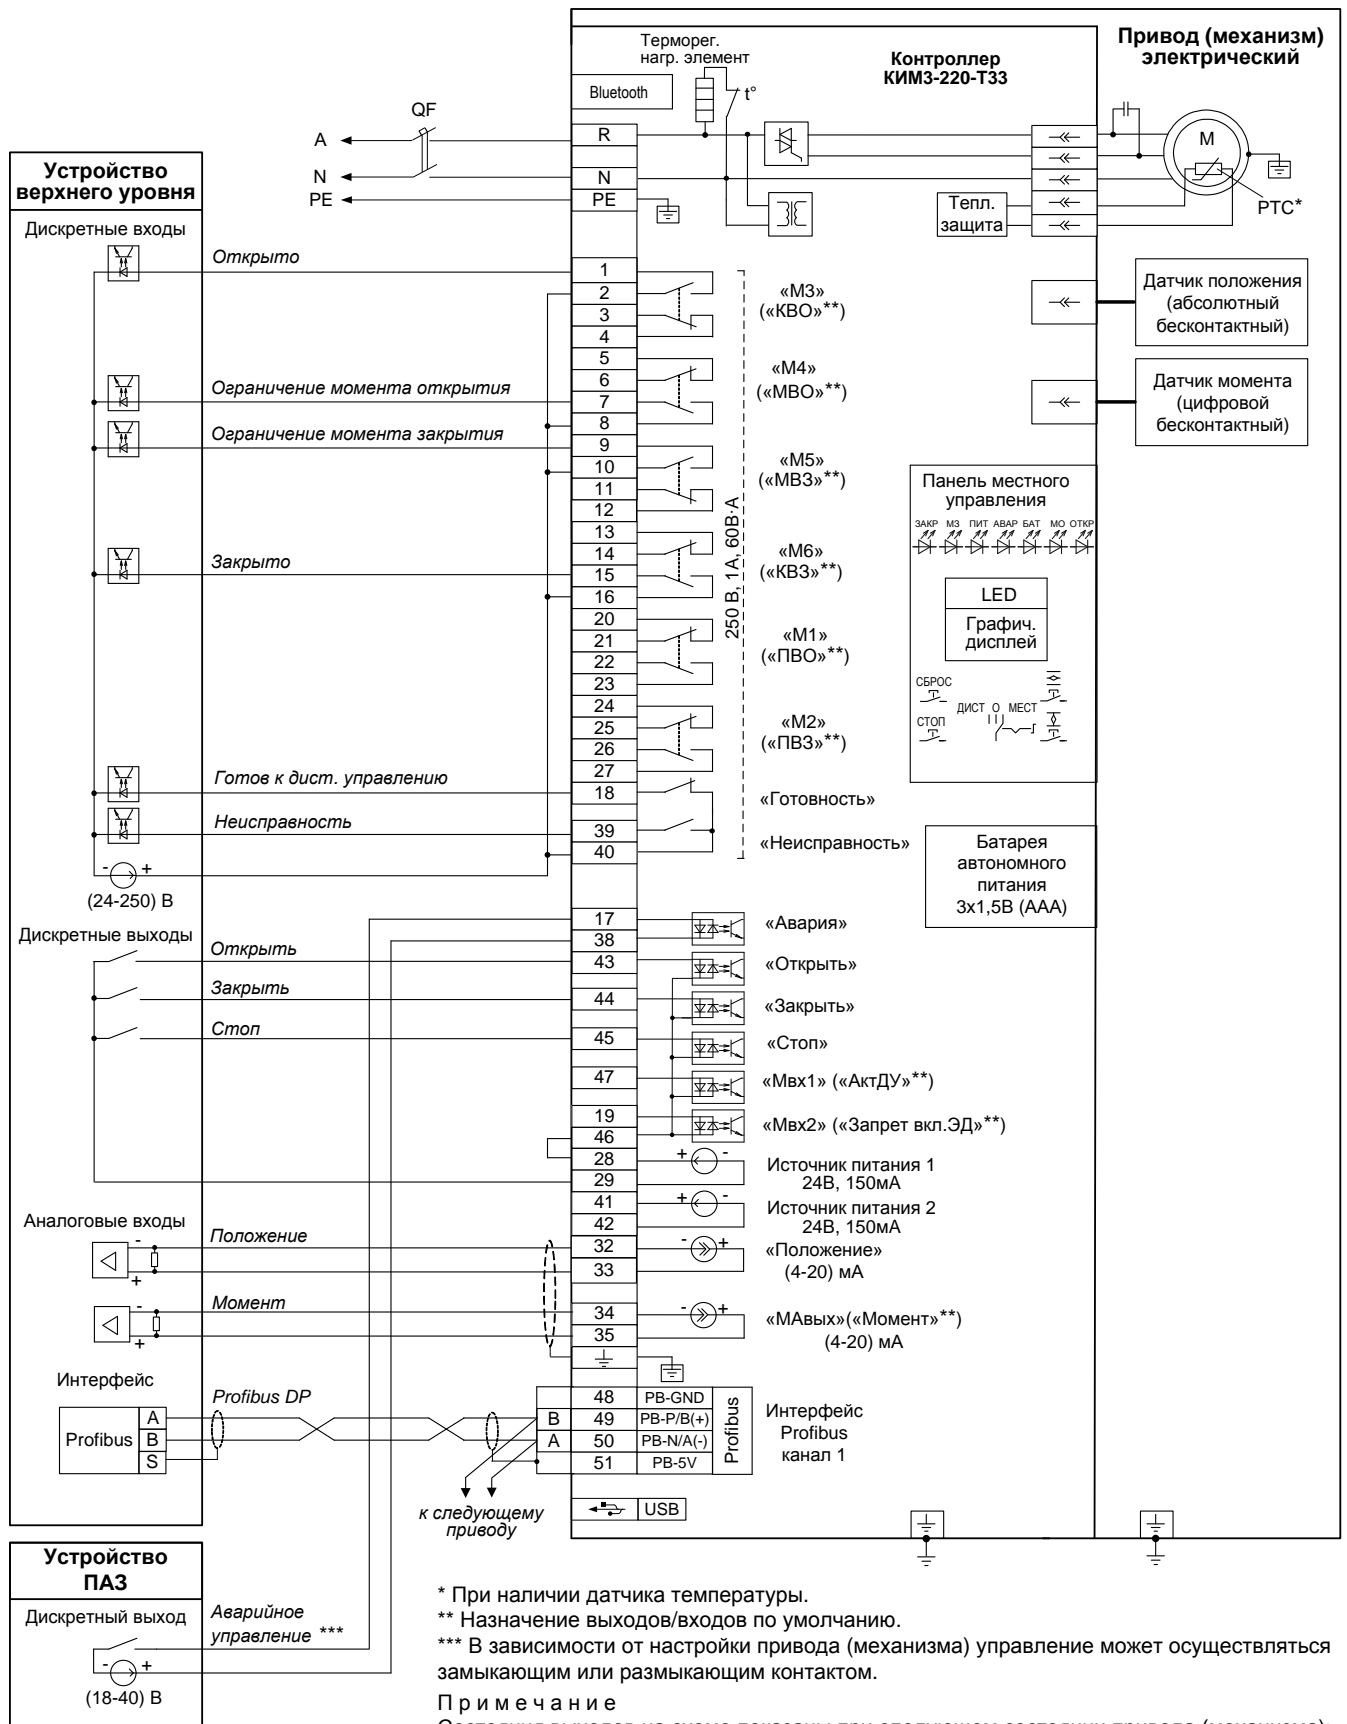 Привод (механизм)
электрический
Контроллер
КИМ3-220-Т33
Терморег.
нагр. элемент
t°
Bluetooth
QF
A
N
PE
R
N
PE
M
PTC*
Тепл.
защита
Устройство
верхнего уровня
Дискретные входы
Открыто
Ограничение момента открытия
Ограничение момента закрытия
Закрыто
Готов к дист. управлению
Неисправность
- +
(24-250) В
1
2
3
4
5
6
7
8
9
10
11
12
13
14
15
16
20
21
22
23
24
25
26
27
18
39
40
«М3»
(«КВО»**)
«М4»
(«МВО»**)
«М5»
(«МВЗ»**)
«М6»
(«КВЗ»**)
«М1»
(«ПВО»**)
«М2»
(«ПВЗ»**)
«Готовность»
«Неисправность»
250 В, 1А, 60В·А
Датчик положения
(абсолютный
бесконтактный)
Датчик момента
(цифровой
бесконтактный)
Панель местного
управления
ЗАКР МЗ ПИТ АВАР БАТ МО ОТКР
LED
Графич.
дисплей
СБРОС
СТОП
ДИСТ О МЕСТ
Батарея
автономного
питания
3х1,5В (ААА)
Дискретные выходы
Открыть
Закрыть
Стоп
17
38
43
44
45
47
19
46
28
29
41
42
32
33
34
35
«Авария»
«Открыть»
«Закрыть»
«Стоп»
«Мвх1» («АктДУ»**)
«Мвх2» («Запрет вкл.ЭД»**)
+ -
Источник питания 1
24В, 150мА
+ -
Источник питания 2
24В, 150мА
- +
«Положение»
(4-20) мА
- +
«МАвых»(«Момент»**)
(4-20) мА
Аналоговые входы
Положение
-
+
Момент
-
+
Интерфейс
Profibus DP
Profibus
A
B
S
B
A
48 PB-GND
49 PB-P/B(+)
50 PB-N/A(-)
51 PB-5V
Profibus
Интерфейс
Profibus
канал 1
к следующему
приводу
USB
Устройство
ПАЗ
Дискретный выход
Аварийное
управление ***
- +
(18-40) В
* При наличии датчика температуры.
** Назначение выходов/входов по умолчанию.
*** В зависимости от настройки привода (механизма) управление может осуществляться
замыкающим или размыкающим контактом.
Примечание